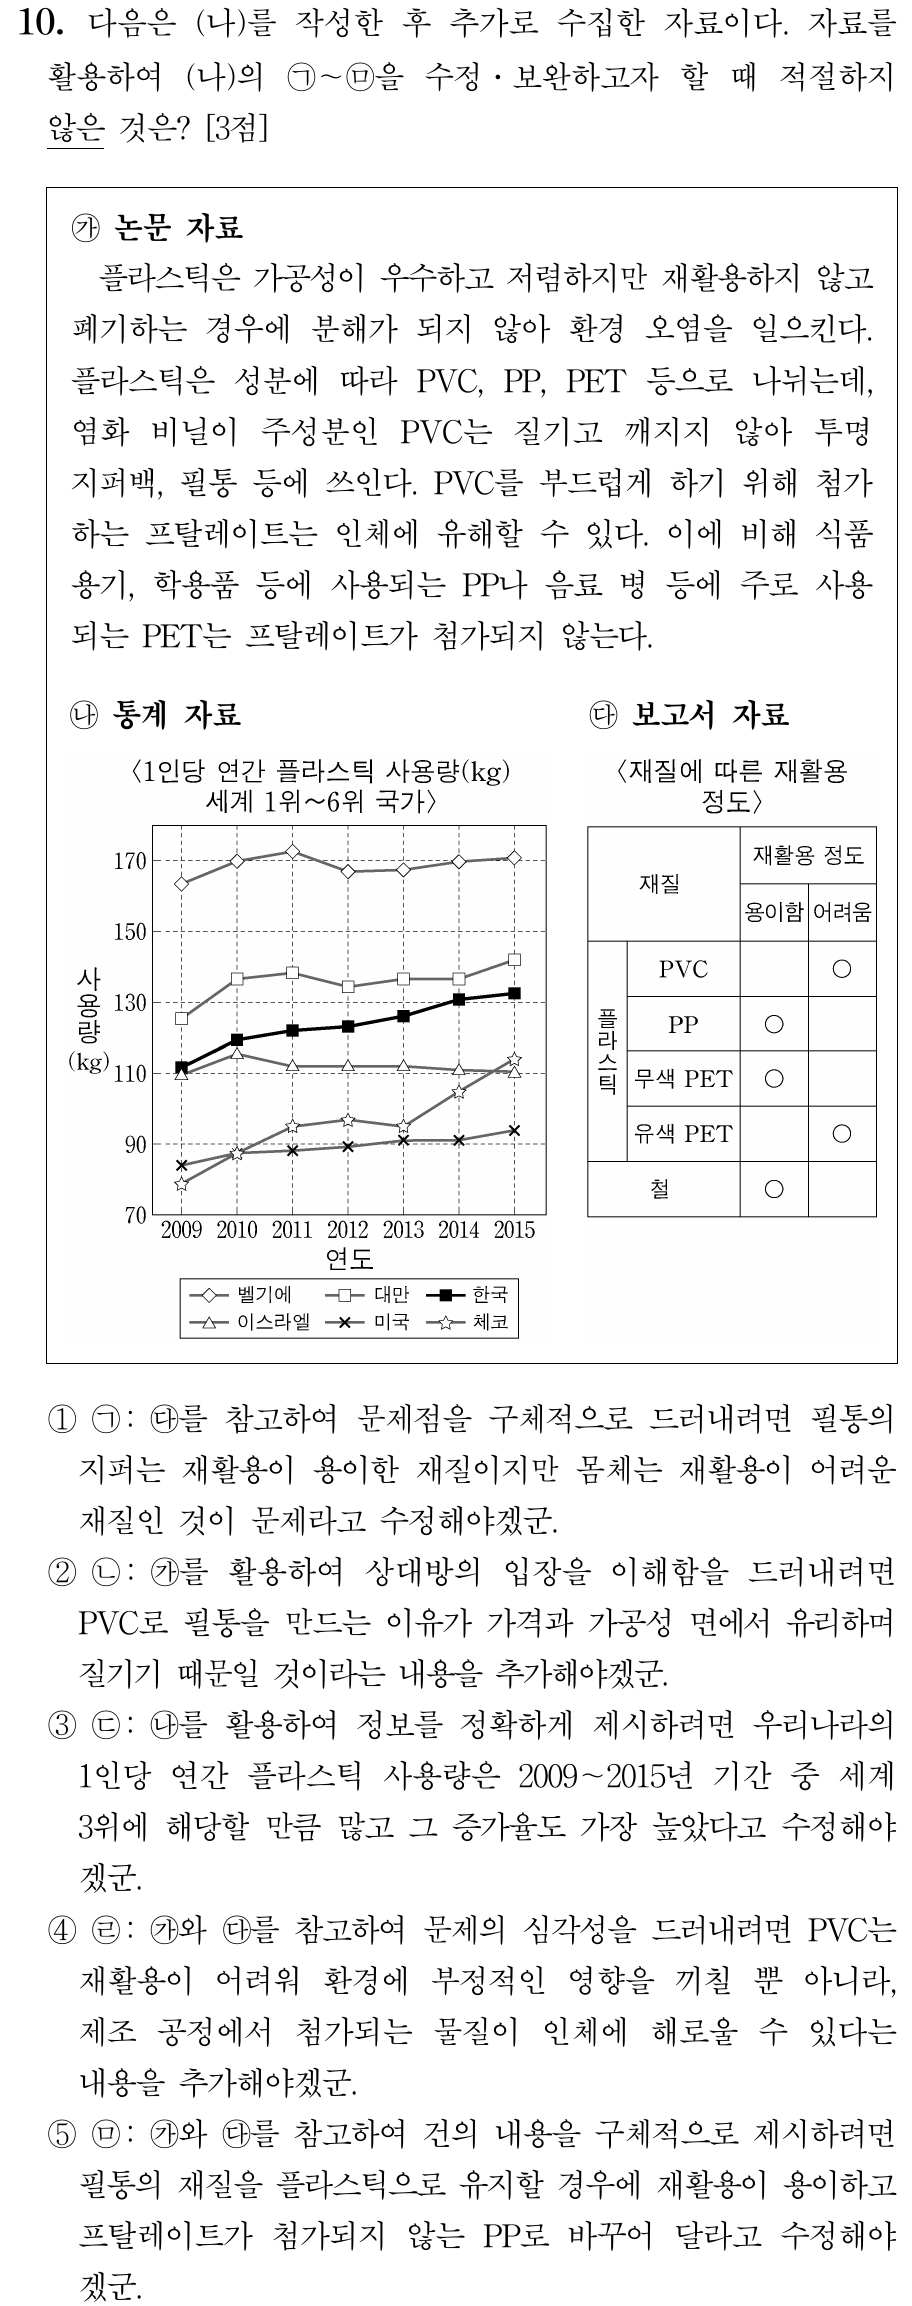 10. 다음은 (나)를 작성한 후 추가로 수집한 자료이다. 자료를
활용하여 (나)의 ㉠~㉤을 수정·보완하고자 할 때 적절하지
않은 것은? [3점]
㉮ 논문 자료
플라스틱은 가공성이 우수하고 저렴하지만 재활용하지 않고
폐기하는 경우에 분해가 되지 않아 환경 오염을 일으킨다.
플라스틱은 성분에 따라 PVC, PP, PET 등으로 나뉘는데,
염화 비닐이 주성분인 PVC는 질기고 깨지지 않아 투명
지퍼백, 필통 등에 쓰인다. PVC를 부드럽게 하기 위해 첨가
하는 프탈레이트는 인체에 유해할 수 있다. 이에 비해 식품
용기, 학용품 등에 사용되는 PP나 음료 병 등에 주로 사용
되는 PET는 프탈레이트가 첨가되지 않는다.
㉯ 통계 자료
〈1인당 연간 플라스틱 사용량(kg)
세계 1위～6위 국가〉
사용량
(kg)
170
150
130
110
90
70
2009 2010 2011 2012 2013 2014 2015
연도
벨기에 대만 한국
이스라엘 미국 체코
㉰ 보고서 자료
〈재질에 따른 재활용
정도〉
재질 재활용 정도
용이함 어려움
플라스틱
PVC ○
PP ○
무색 PET ○
유색 PET ○
철 ○
① ㉠: ㉰를 참고하여 문제점을 구체적으로 드러내려면 필통의
지퍼는 재활용이 용이한 재질이지만 몸체는 재활용이 어려운
재질인 것이 문제라고 수정해야겠군.
② ㉡: ㉮를 활용하여 상대방의 입장을 이해함을 드러내려면
PVC로 필통을 만드는 이유가 가격과 가공성 면에서 유리하며
질기기 때문일 것이라는 내용을 추가해야겠군.
③ ㉢: ㉯를 활용하여 정보를 정확하게 제시하려면 우리나라의
1인당 연간 플라스틱 사용량은 2009～2015년 기간 중 세계
3위에 해당할 만큼 많고 그 증가율도 가장 높았다고 수정해야
겠군.
④ ㉣: ㉮와 ㉰를 참고하여 문제의 심각성을 드러내려면 PVC는
재활용이 어려워 환경에 부정적인 영향을 끼칠 뿐 아니라,
제조 공정에서 첨가되는 물질이 인체에 해로울 수 있다는
내용을 추가해야겠군.
⑤ ㉤: ㉮와 ㉰를 참고하여 건의 내용을 구체적으로 제시하려면
필통의 재질을 플라스틱으로 유지할 경우에 재활용이 용이하고
프탈레이트가 첨가되지 않는 PP로 바꾸어 달라고 수정해야
겠군.